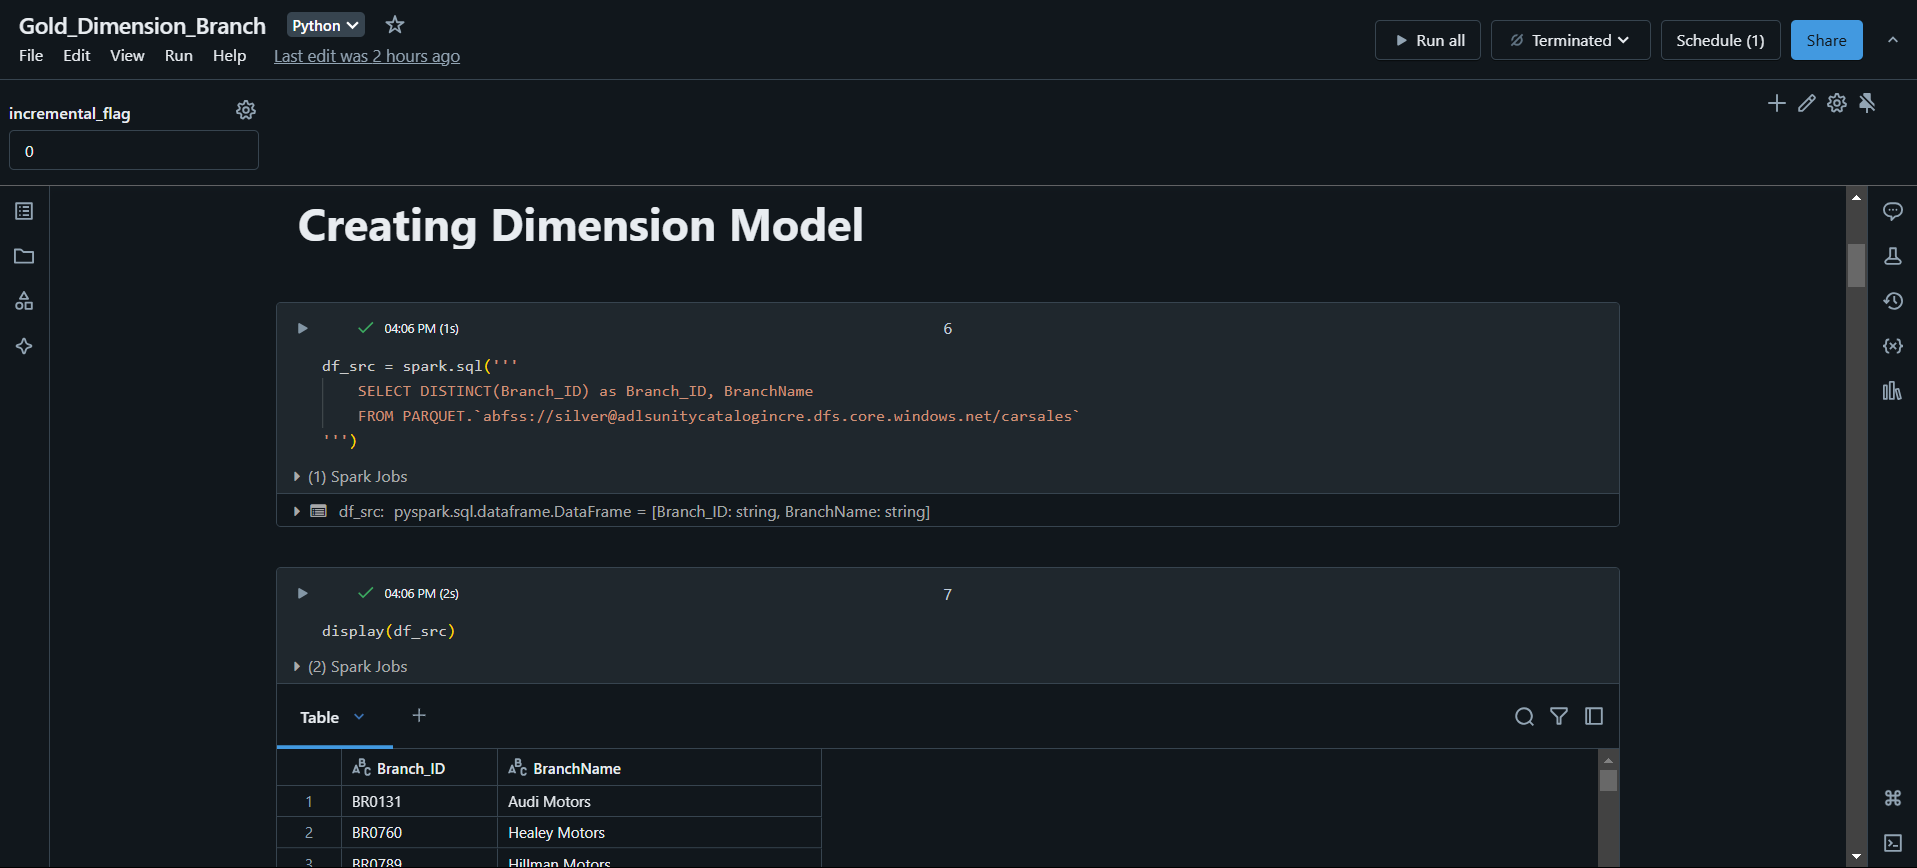 Gold_Dimension_Branch
Python
File Edit View Run Help Last edit was 2 hours ago
Run all
Terminated
Schedule (1)
Share
incremental_flag
0
Creating Dimension Model
04:06 PM (1s)
6
df_src = spark.sql('''
SELECT DISTINCT(Branch_ID) as Branch_ID, BranchName
FROM PARQUET.`abfss://silver@adlsunitycatalogincre.dfs.core.windows.net/carsales`
''')
(1) Spark Jobs
df_src: pyspark.sql.dataframe.DataFrame = [Branch_ID: string, BranchName: string]
04:06 PM (2s)
7
display(df_src)
(2) Spark Jobs
Table
Branch_ID BranchName
1 BR0131 Audi Motors
2 BR0760 Healey Motors
3 BR0789 Hillman Motors